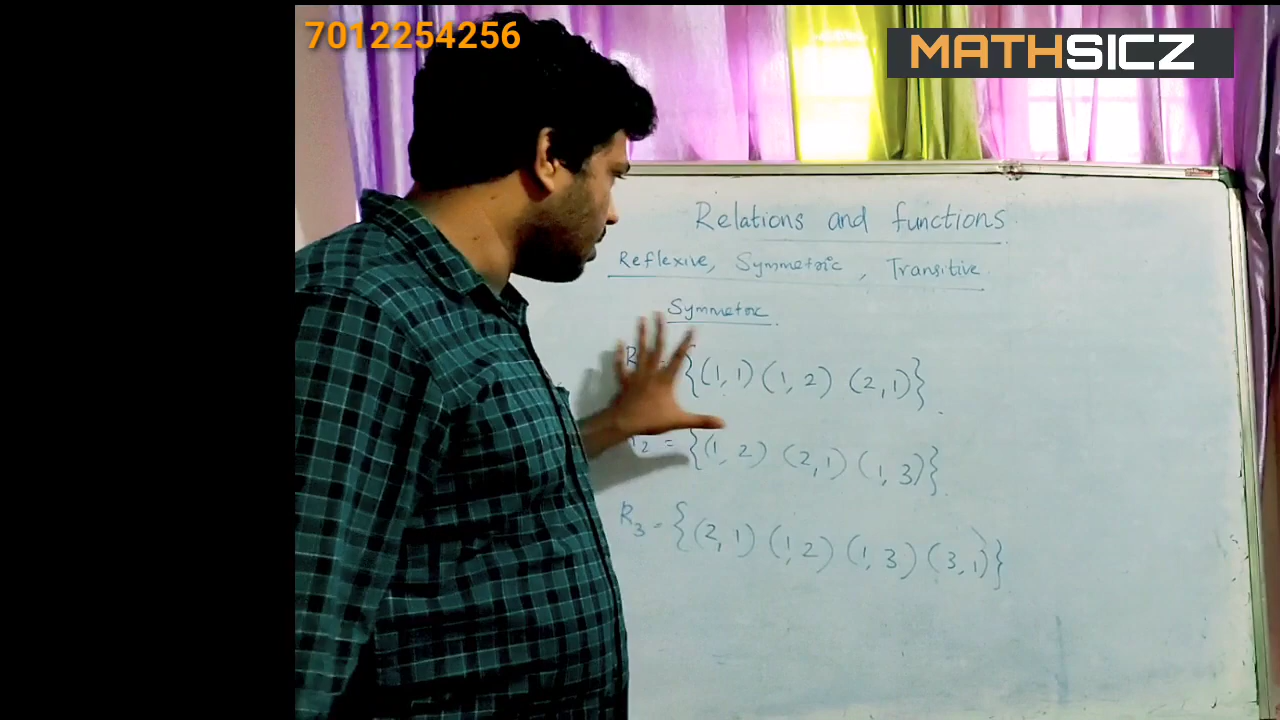 7012254256
MATHSICZ
Relations and functions
Reflexive, Symmetric, Transitive
Symmetric
R = {(1, 1) (1, 2) (2, 1)}
R2 = {(1, 2) (2, 1) (1, 3)}
R3 = {(2, 1) (1, 2) (1, 3) (3, 1)}